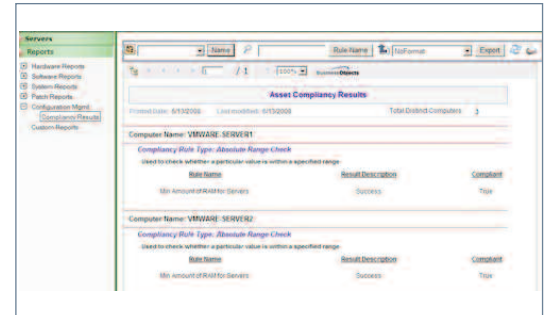 Servers
Reports
Hardware Reports
Software Reports
System Reports
Patch Reports
Configuration Mgmt
Compliancy Results
Custom Reports
Name Rule Name NoFormat Export
1 / 1 100% BusinessObjects
Asset Compliancy Results
Printed Date: 6/13/2008 Last modified: 6/13/2008 Total Distinct Computers 3
Computer Name: VMWARE-SERVER1
Compliancy Rule Type: Absolute Range Check
Used to check whether a particular value is within a specified range
Rule Name Result Description Compliant
Min Amount of RAM for Servers Success True
Computer Name: VMWARE-SERVER2
Compliancy Rule Type: Absolute Range Check
Used to check whether a particular value is within a specified range
Rule Name Result Description Compliant
Min Amount of RAM for Servers Success True